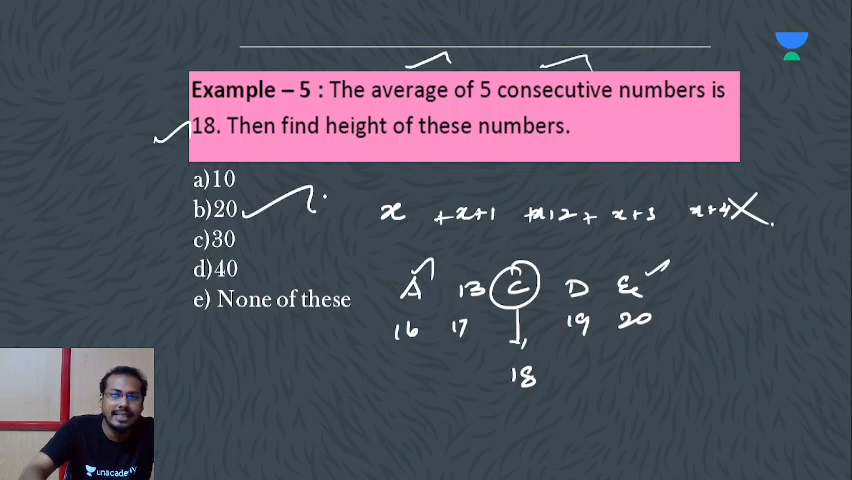 Example – 5 : The average of 5 consecutive numbers is
18. Then find height of these numbers.
a)10
b)20
c)30
d)40
e) None of these
x + x+1 + x+2 + x+3 x+4
A B C D E
16 17 19 20
18
unacademy